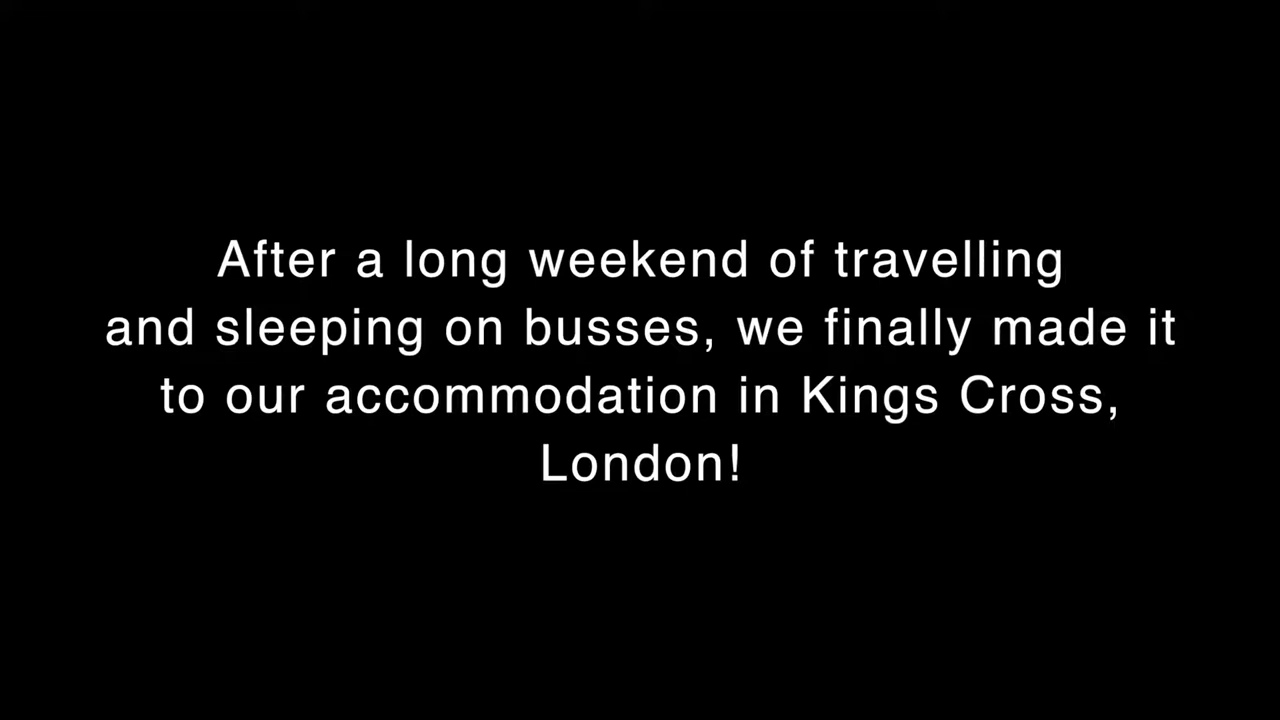 After a long weekend of travelling
and sleeping on busses, we finally made it
to our accommodation in Kings Cross,
London!